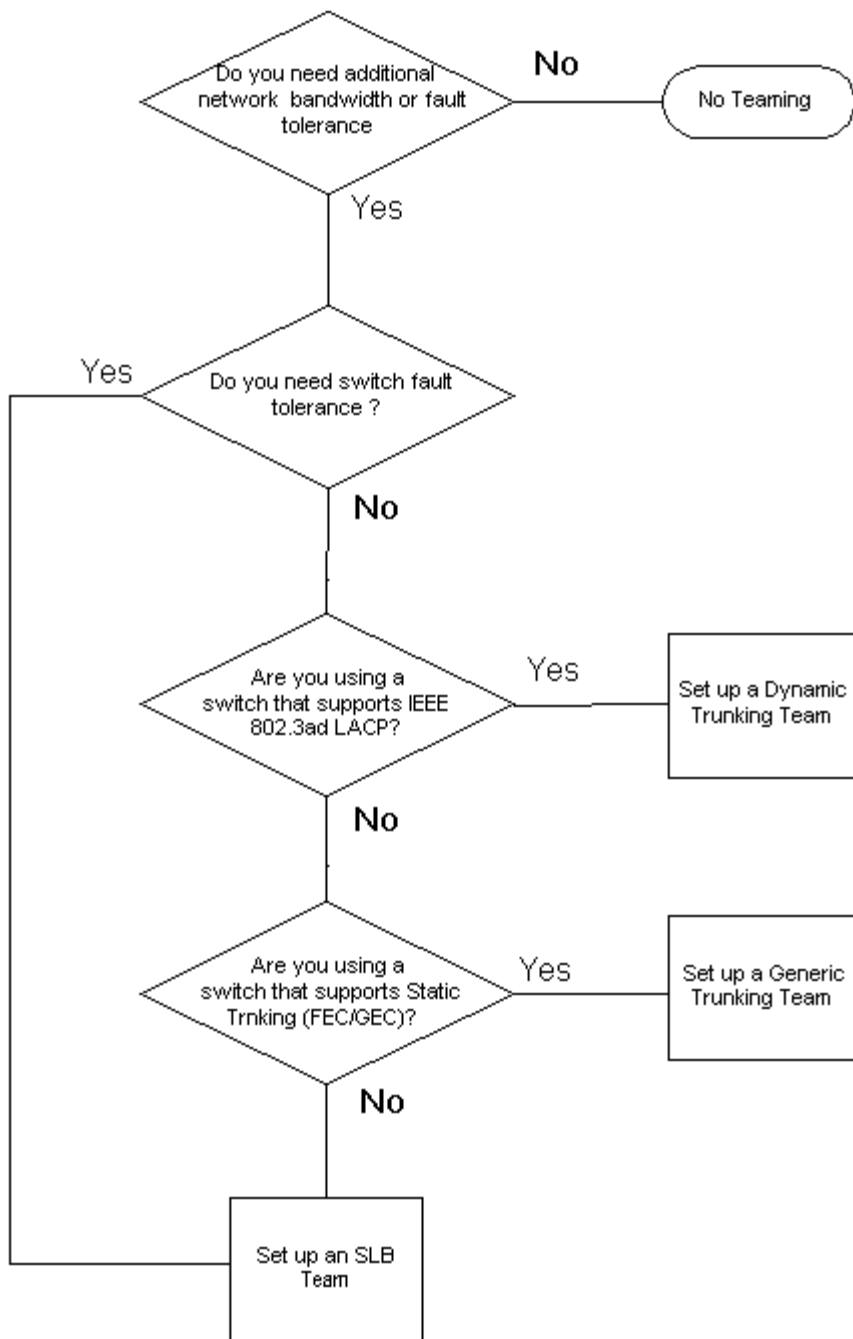 Do you need additional
network bandwidth or fault
tolerance
No
No Teaming
Yes
Yes
Do you need switch fault
tolerance ?
No
Are you using a
switch that supports IEEE
802.3ad LACP?
Yes
Set up a Dynamic
Trunking Team
No
Are you using a
switch that supports Static
Trnking (FEC/GEC)?
Yes
Set up a Generic
Trunking Team
No
Set up an SLB
Team